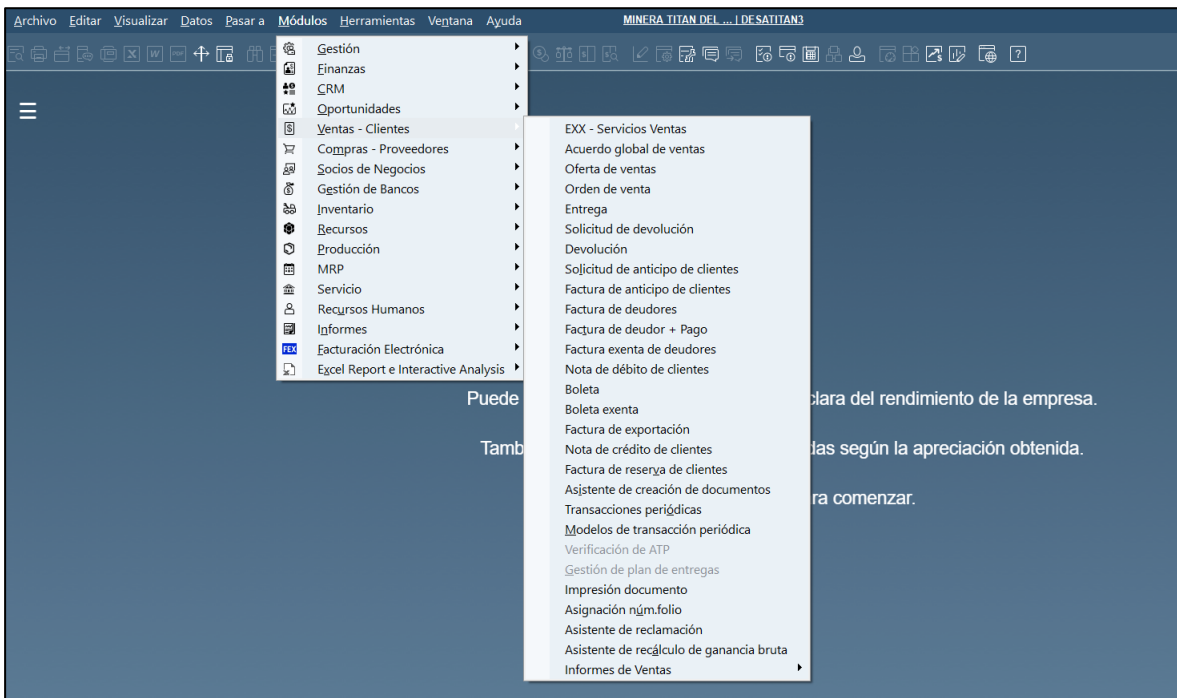 Archivo Editar Visualizar Datos Pasar a Módulos Herramientas Ventana Ayuda MINERA TITAN DEL ... | DESATITAN3
Gestión
Finanzas
CRM
Oportunidades
Ventas - Clientes
Compras - Proveedores
Socios de Negocios
Gestión de Bancos
Inventario
Recursos
Producción
MRP
Servicio
Recursos Humanos
Informes
FEX Facturación Electrónica
Excel Report e Interactive Analysis
EXX - Servicios Ventas
Acuerdo global de ventas
Oferta de ventas
Orden de venta
Entrega
Solicitud de devolución
Devolución
Solicitud de anticipo de clientes
Factura de anticipo de clientes
Factura de deudores
Factura de deudor + Pago
Factura exenta de deudores
Nota de débito de clientes
Boleta
Boleta exenta
Factura de exportación
Nota de crédito de clientes
Factura de reserva de clientes
Asistente de creación de documentos
Transacciones periódicas
Modelos de transacción periódica
Verificación de ATP
Gestión de plan de entregas
Impresión documento
Asignación núm.folio
Asistente de reclamación
Asistente de recálculo de ganancia bruta
Informes de Ventas
Puede clara del rendimiento de la empresa.
Tamb das según la apreciación obtenida.
ra comenzar.